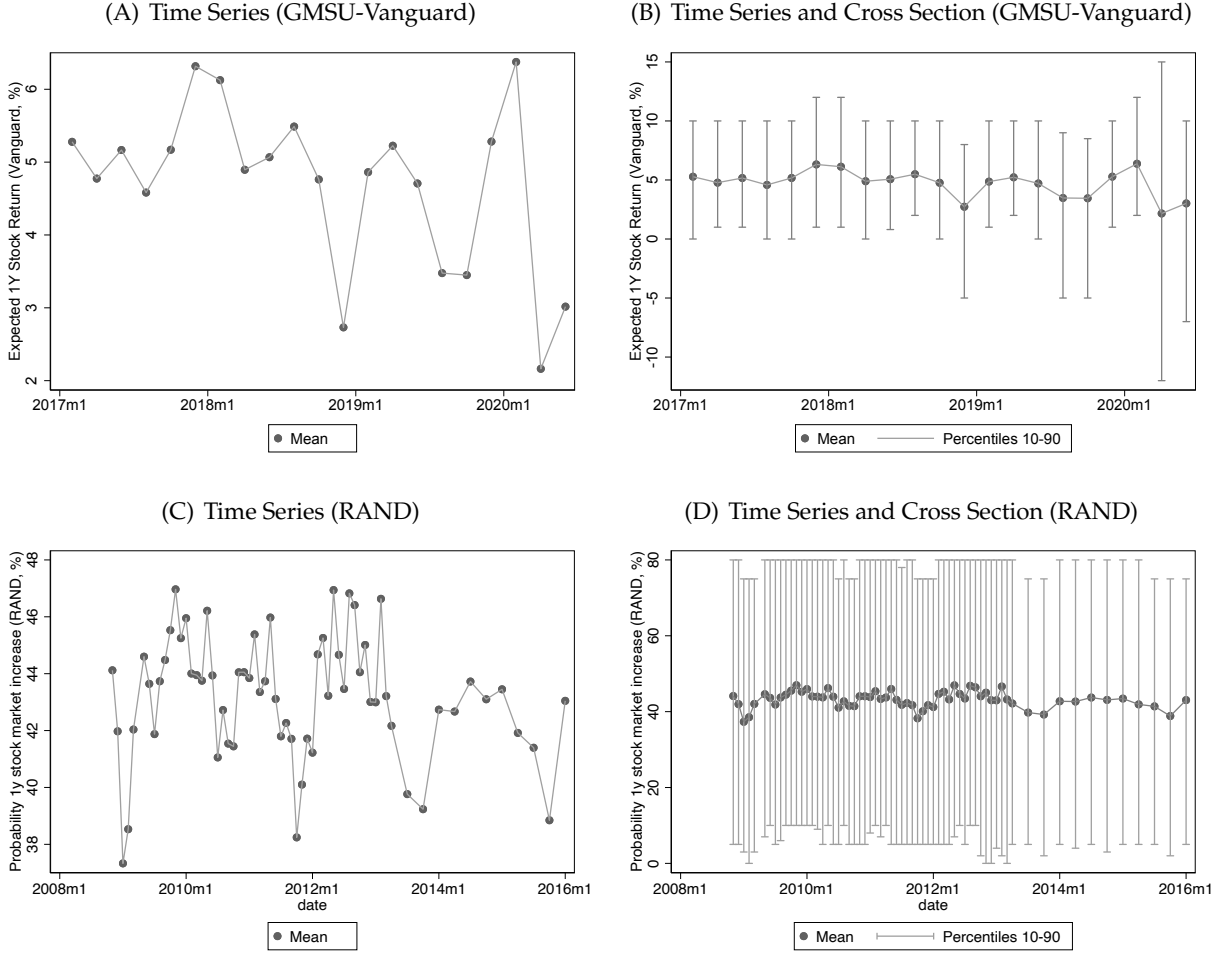 (A) Time Series (GMSU-Vanguard)
Expected 1Y Stock Return (Vanguard, %)
6
5
4
3
2
2017m1 2018m1 2019m1 2020m1
Mean
(B) Time Series and Cross Section (GMSU-Vanguard)
Expected 1Y Stock Return (Vanguard, %)
15
10
5
0
-5
-10
2017m1 2018m1 2019m1 2020m1
Mean Percentiles 10-90
(C) Time Series (RAND)
Probability 1y stock market increase (RAND, %)
48
46
44
42
40
38
2008m1 2010m1 2012m1 2014m1 2016m1
date
Mean
(D) Time Series and Cross Section (RAND)
Probability 1y stock market increase (RAND, %)
80
60
40
20
0
2008m1 2010m1 2012m1 2014m1 2016m1
date
Mean Percentiles 10-90